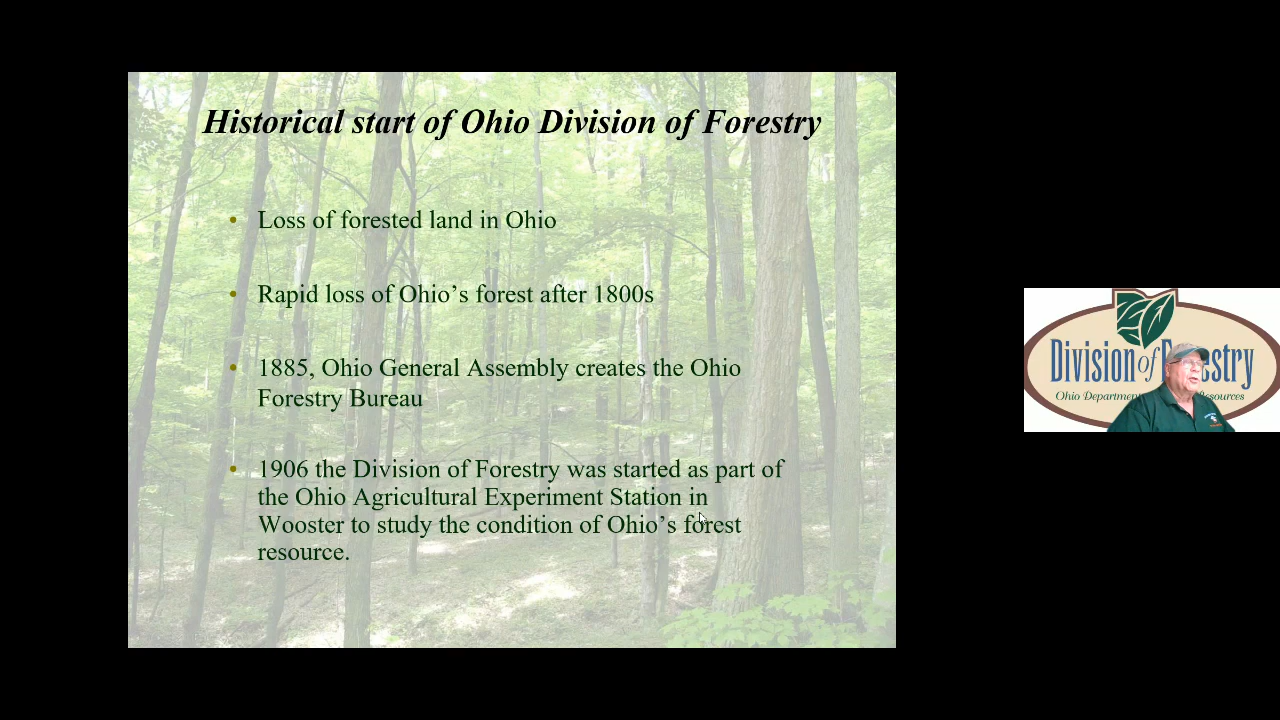 Historical start of Ohio Division of Forestry
• Loss of forested land in Ohio
• Rapid loss of Ohio’s forest after 1800s
• 1885, Ohio General Assembly creates the Ohio
Forestry Bureau
• 1906 the Division of Forestry was started as part of
the Ohio Agricultural Experiment Station in
Wooster to study the condition of Ohio’s forest
resource.
Division of F estry
Ohio Departm esources